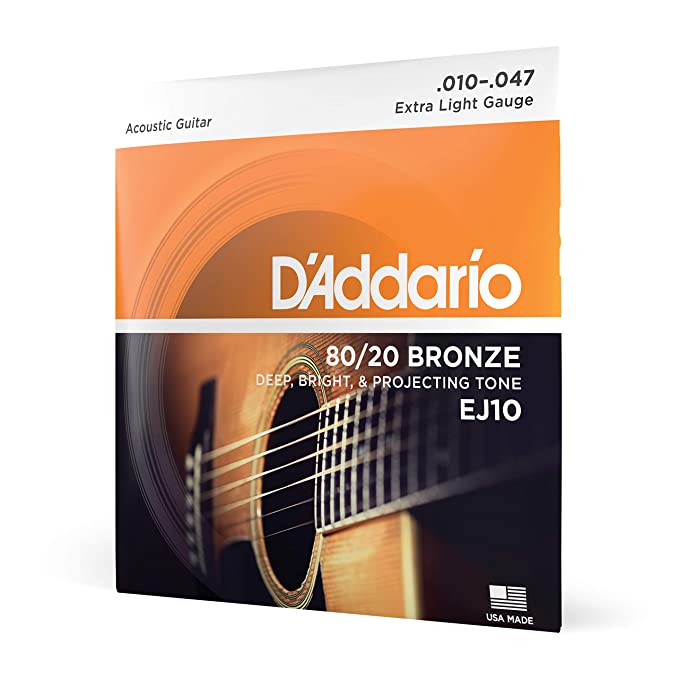 .010–.047
Extra Light Gauge
Acoustic Guitar
D'Addario
80/20 BRONZE
DEEP, BRIGHT, & PROJECTING TONE
EJ10
USA MADE